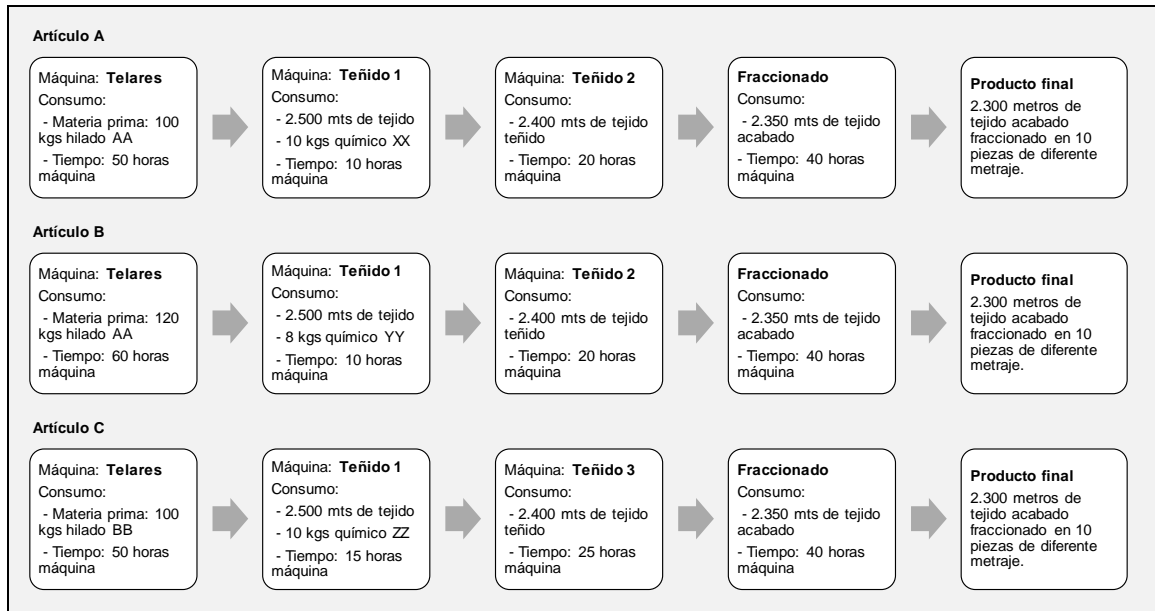 Artículo A
Máquina: Telares
Consumo:
- Materia prima: 100
kgs hilado AA
- Tiempo: 50 horas
máquina
Máquina: Teñido 1
Consumo:
- 2.500 mts de tejido
- 10 kgs químico XX
- Tiempo: 10 horas
máquina
Máquina: Teñido 2
Consumo:
- 2.400 mts de tejido
teñido
- Tiempo: 20 horas
máquina
Fraccionado
Consumo:
- 2.350 mts de tejido
acabado
- Tiempo: 40 horas
máquina
Producto final
2.300 metros de
tejido acabado
fraccionado en 10
piezas de diferente
metraje.
Artículo B
Máquina: Telares
Consumo:
- Materia prima: 120
kgs hilado AA
- Tiempo: 60 horas
máquina
Máquina: Teñido 1
Consumo:
- 2.500 mts de tejido
- 8 kgs químico YY
- Tiempo: 10 horas
máquina
Máquina: Teñido 2
Consumo:
- 2.400 mts de tejido
teñido
- Tiempo: 20 horas
máquina
Fraccionado
Consumo:
- 2.350 mts de tejido
acabado
- Tiempo: 40 horas
máquina
Producto final
2.300 metros de
tejido acabado
fraccionado en 10
piezas de diferente
metraje.
Artículo C
Máquina: Telares
Consumo:
- Materia prima: 100
kgs hilado BB
- Tiempo: 50 horas
máquina
Máquina: Teñido 1
Consumo:
- 2.500 mts de tejido
- 10 kgs químico ZZ
- Tiempo: 15 horas
máquina
Máquina: Teñido 3
Consumo:
- 2.400 mts de tejido
teñido
- Tiempo: 25 horas
máquina
Fraccionado
Consumo:
- 2.350 mts de tejido
acabado
- Tiempo: 40 horas
máquina
Producto final
2.300 metros de
tejido acabado
fraccionado en 10
piezas de diferente
metraje.